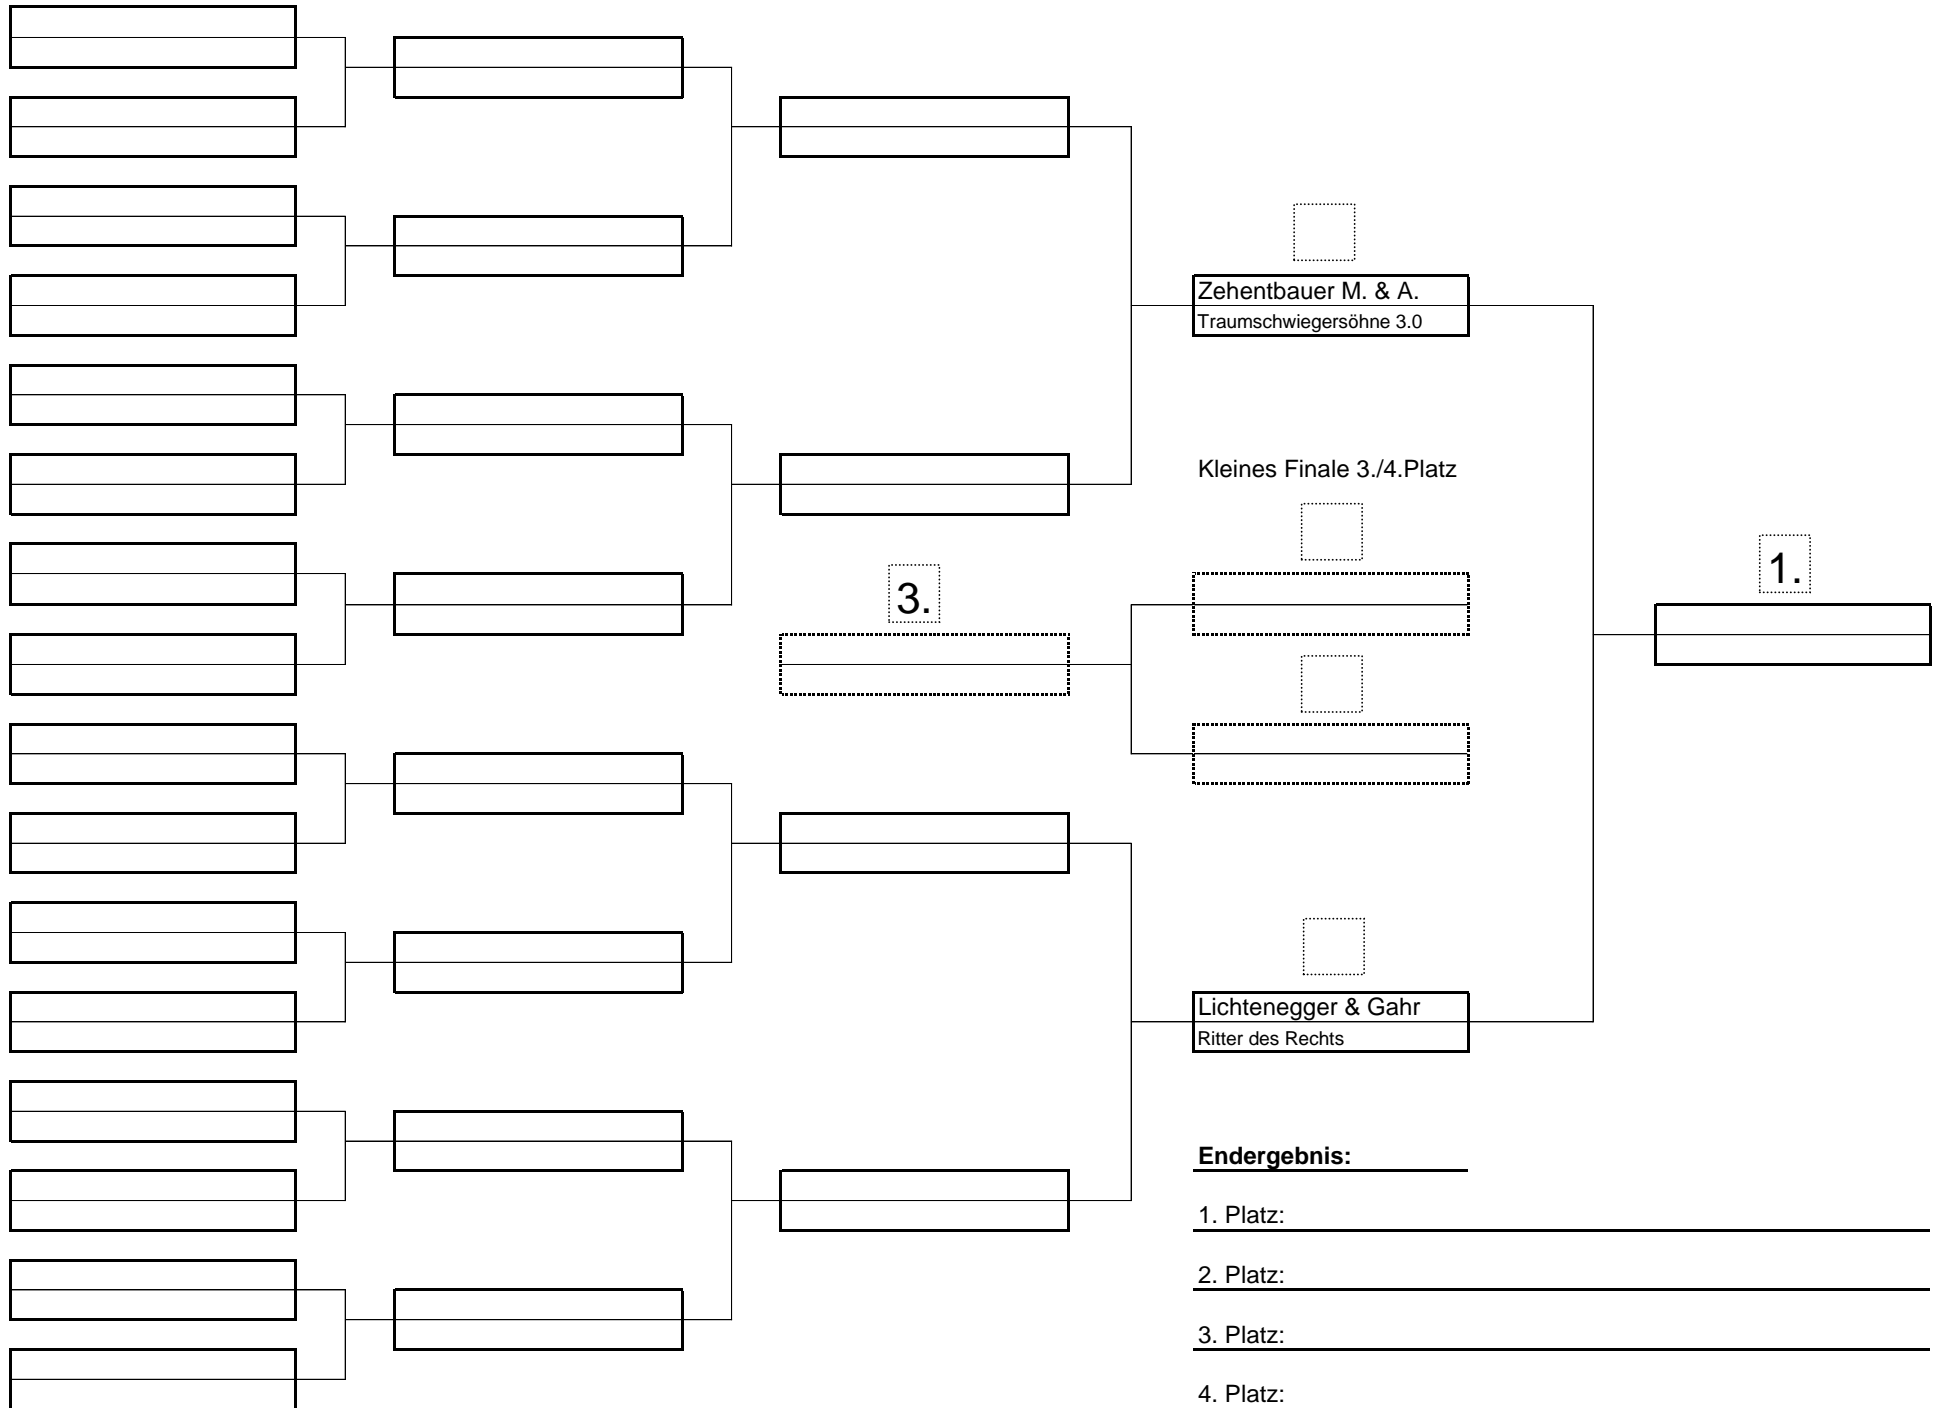 Zehentbauer M. & A.
Traumschwiegersöhne 3.0
Kleines Finale 3./4.Platz
1.
3.
Lichtenegger & Gahr
Ritter des Rechts
Endergebnis:
1. Platz:
2. Platz:
3. Platz:
4. Platz: